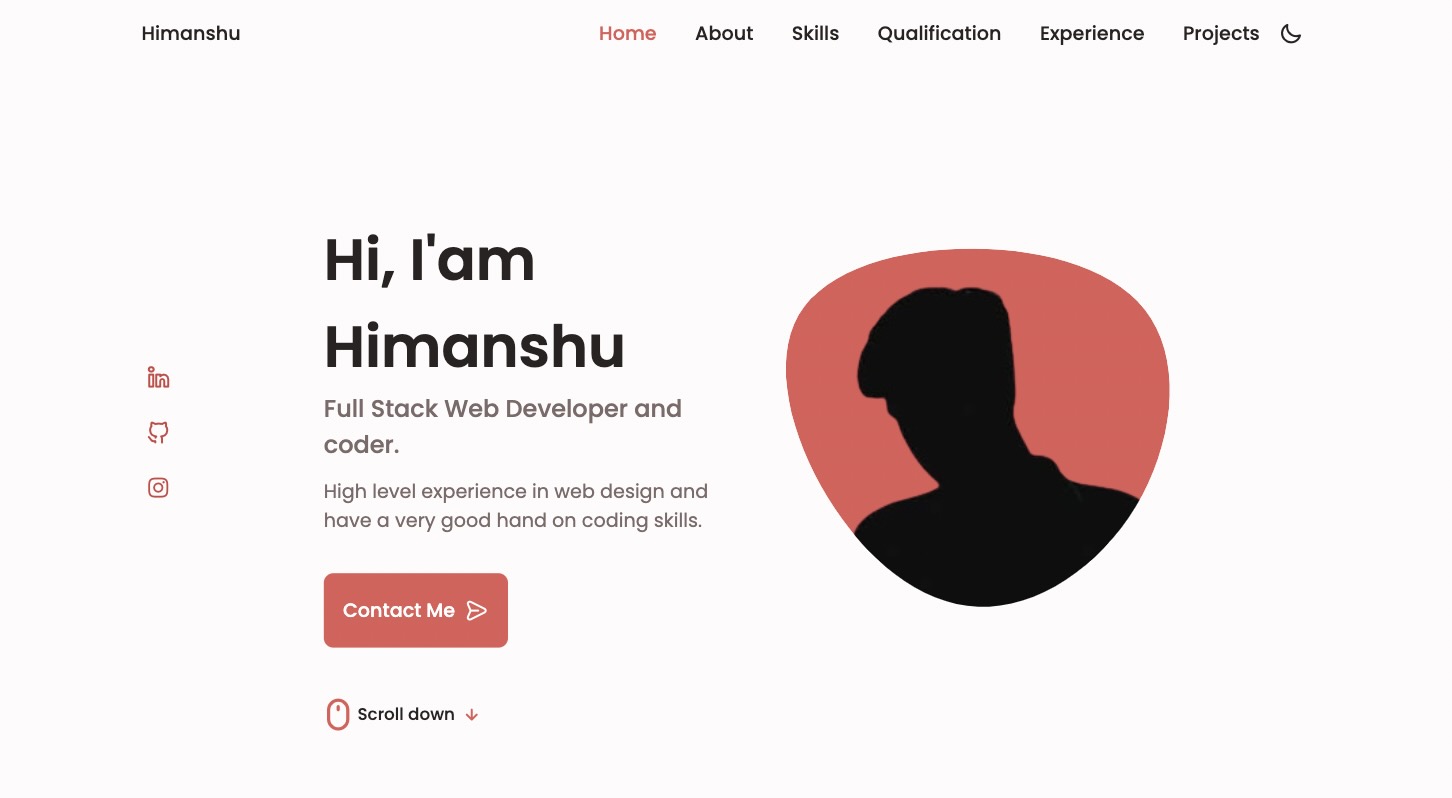 Himanshu
Home About Skills Qualification Experience Projects
Hi, I'am
Himanshu
Full Stack Web Developer and
coder.
High level experience in web design and
have a very good hand on coding skills.
Contact Me
Scroll down